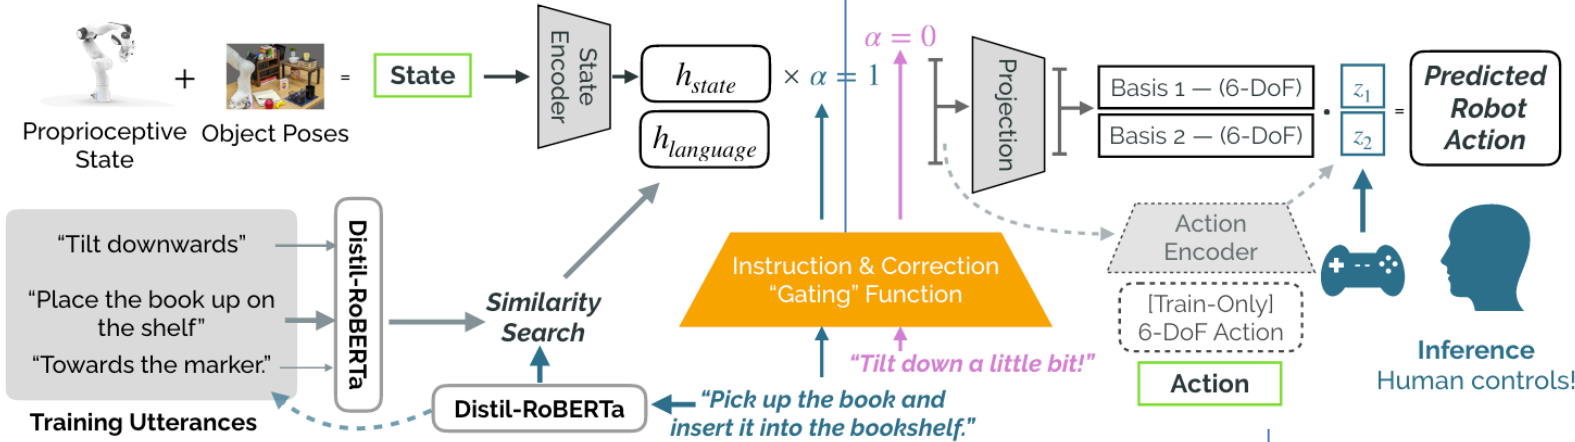 Proprioceptive
State
+
Object Poses
=
State
State
Encoder
h_state
h_language
× α = 1
α = 0
Projection
Basis 1 — (6-DoF)
Basis 2 — (6-DoF)
·
z_1
z_2
=
Predicted
Robot
Action
“Tilt downwards”
“Place the book up on
the shelf”
“Towards the marker.”
Training Utterances
Distil-RoBERTa
Similarity
Search
Distil-RoBERTa
Instruction & Correction
“Gating” Function
“Tilt down a little bit!”
“Pick up the book and
insert it into the bookshelf.”
Action
Encoder
[Train-Only]
6-DoF Action
Action
Inference
Human controls!